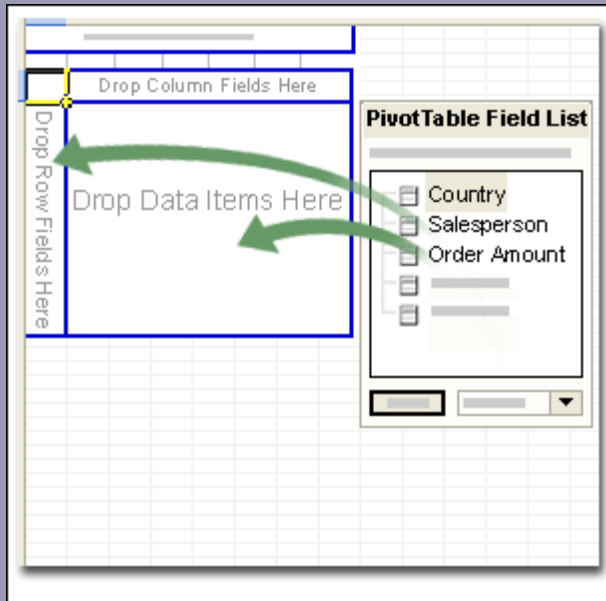 Drop Column Fields Here
Drop Row Fields Here
Drop Data Items Here
PivotTable Field List
Country
Salesperson
Order Amount